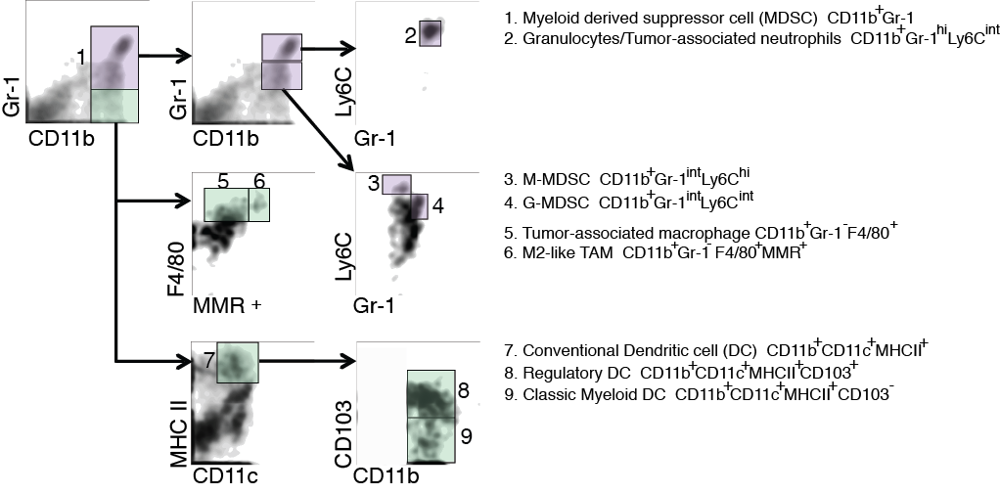 1
Gr-1
CD11b
Gr-1
CD11b
2
Ly6C
Gr-1
1. Myeloid derived suppressor cell (MDSC) CD11b+Gr-1
2. Granulocytes/Tumor-associated neutrophils CD11b+Gr-1hiLy6Cint
5 6
F4/80
MMR +
3
4
Ly6C
Gr-1
3. M-MDSC CD11b+Gr-1intLy6Chi
4. G-MDSC CD11b+Gr-1intLy6Cint
5. Tumor-associated macrophage CD11b+Gr-1-F4/80+
6. M2-like TAM CD11b+Gr-1-F4/80+MMR+
7
MHC II
CD11c
8
9
CD103
CD11b
7. Conventional Dendritic cell (DC) CD11b+CD11c+MHCII+
8. Regulatory DC CD11b+CD11c+MHCII+CD103+
9. Classic Myeloid DC CD11b+CD11c+MHCII+CD103-